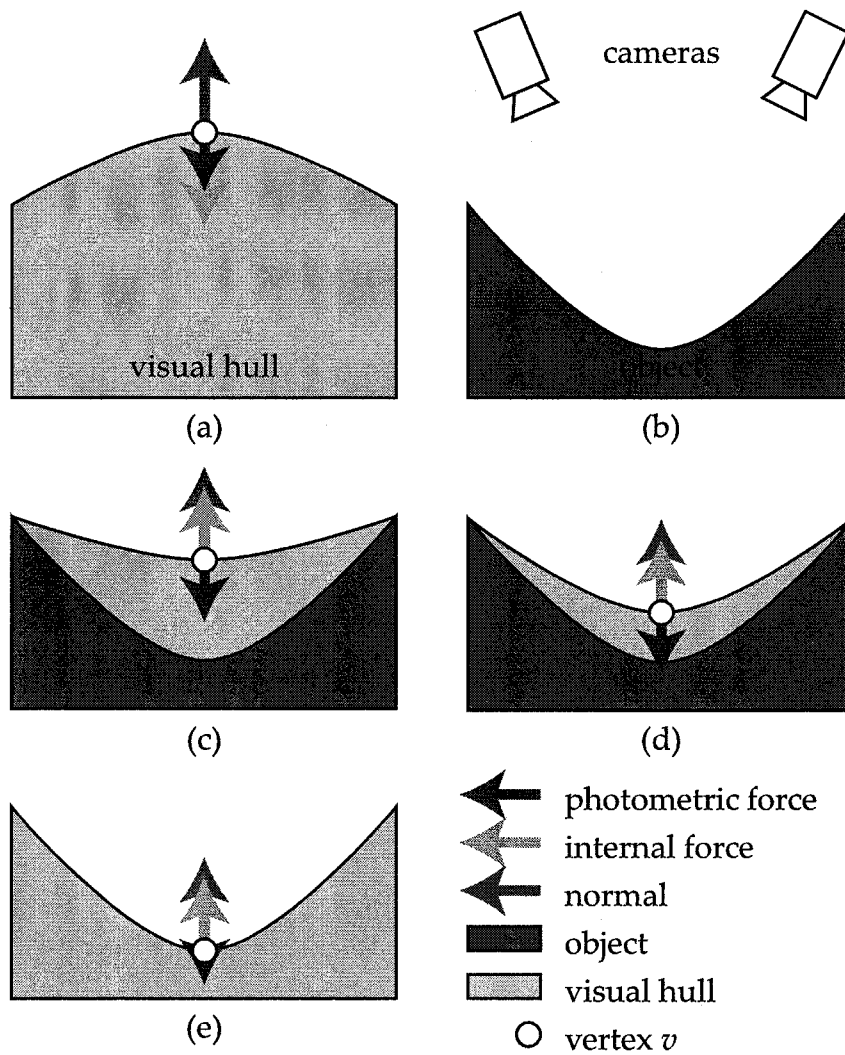 cameras
visual hull
object
(a)
(b)
(c)
(d)
photometric force
internal force
normal
object
visual hull
vertex v
(e)